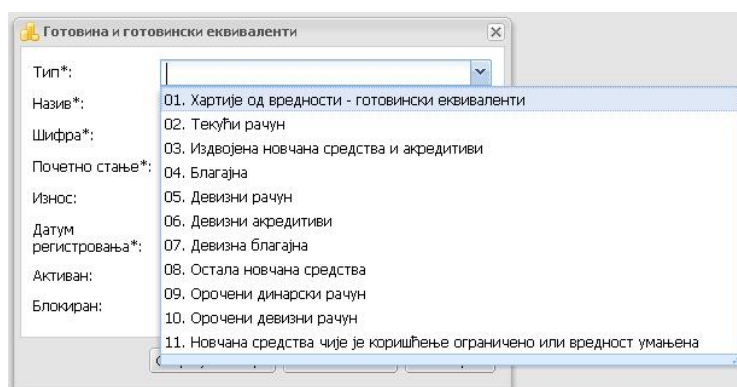 Готовина и готовински еквиваленти
Тип*:
01. Хартије од вредности - готовински еквиваленти
Назив*:
02. Текући рачун
Шифра*:
03. Издвојена новчана средства и акредитиви
Почетно стање*:
04. Благајна
Износ:
05. Девизни рачун
Датум
регистровања*:
06. Девизни акредитиви
07. Девизна благајна
Активан:
08. Остала новчана средства
Блокиран:
09. Орочени динарски рачун
10. Орочени девизни рачун
11. Новчана средства чије је коришћење ограничено или вредност умањена